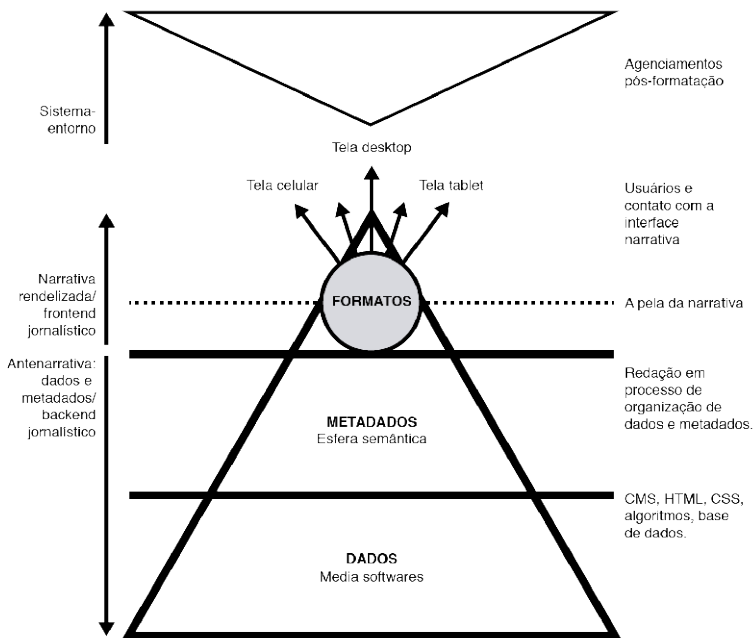 Agenciamentos
pós-formatação
Sistema-
entorno
Tela desktop
Tela celular
Tela tablet
Usuários e
contato com a
interface
narrativa
Narrativa
rendelizada/
frontend
jornalístico
FORMATOS
A pela da narrativa
Antenarrativa:
dados e
metadados/
backend
jornalístico
Redação em
processo de
organização de
dados e metadados.
METADADOS
Esfera semântica
CMS, HTML, CSS,
algoritmos, base
de dados.
DADOS
Media softwares